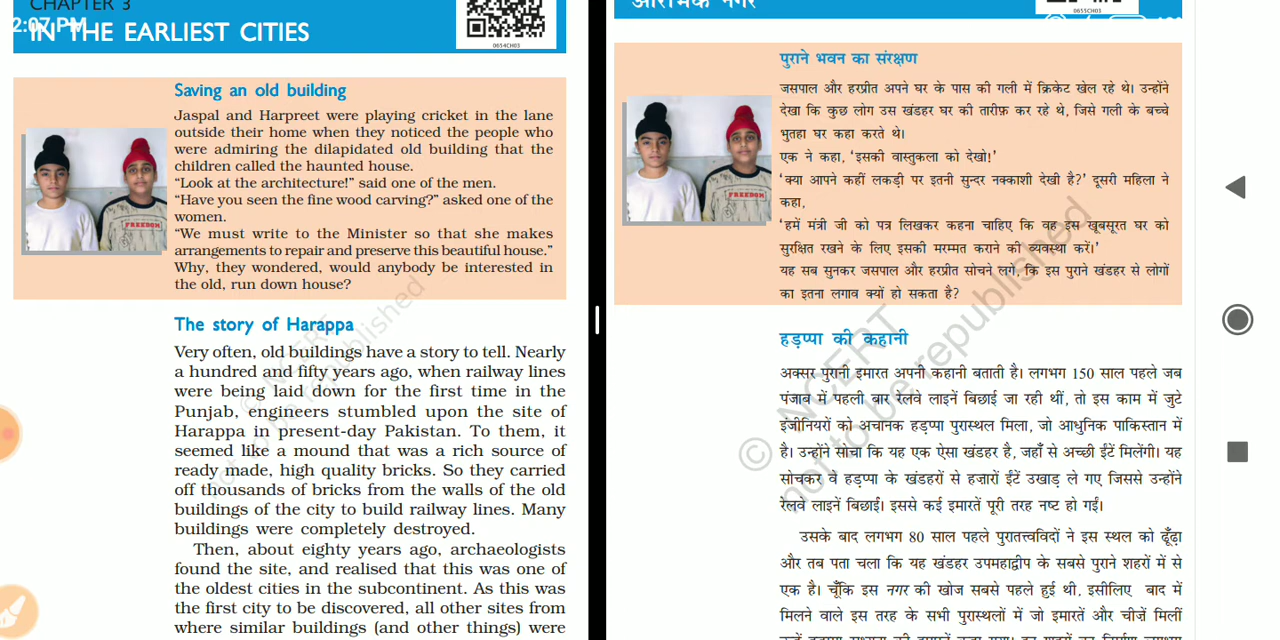 CHAPTER 3
2:07 PM
IN THE EARLIEST CITIES
0654CH03
Saving an old building
Jaspal and Harpreet were playing cricket in the lane
outside their home when they noticed the people who
were admiring the dilapidated old building that the
children called the haunted house.
“Look at the architecture!” said one of the men.
“Have you seen the fine wood carving?” asked one of the
women.
“We must write to the Minister so that she makes
arrangements to repair and preserve this beautiful house.”
Why, they wondered, would anybody be interested in
the old, run down house?
FREEDOM
The story of Harappa
Very often, old buildings have a story to tell. Nearly
a hundred and fifty years ago, when railway lines
were being laid down for the first time in the
Punjab, engineers stumbled upon the site of
Harappa in present-day Pakistan. To them, it
seemed like a mound that was a rich source of
ready made, high quality bricks. So they carried
off thousands of bricks from the walls of the old
buildings of the city to build railway lines. Many
buildings were completely destroyed.
Then, about eighty years ago, archaeologists
found the site, and realised that this was one of
the oldest cities in the subcontinent. As this was
the first city to be discovered, all other sites from
where similar buildings (and other things) were
© NCERT
not to be republished
आरंभिक नगर
0655CH03
पुराने भवन का संरक्षण
जसपाल और हरप्रीत अपने घर के पास की गली में क्रिकेट खेल रहे थे। उन्होंने
देखा कि कुछ लोग उस खंडहर घर की तारीफ़ कर रहे थे, जिसे गली के बच्चे
भुतहा घर कहा करते थे।
एक ने कहा, ‘इसकी वास्तुकला को देखो!’
‘क्या आपने कहीं लकड़ी पर इतनी सुन्दर नक्काशी देखी है?’ दूसरी महिला ने
कहा,
‘हमें मंत्री जी को पत्र लिखकर कहना चाहिए कि वह इस खूबसूरत घर को
सुरक्षित रखने के लिए इसकी मरम्मत कराने की व्यवस्था करें।’
यह सब सुनकर जसपाल और हरप्रीत सोचने लगे, कि इस पुराने खंडहर से लोगों
का इतना लगाव क्यों हो सकता है?
FREEDOM
हड़प्पा की कहानी
अक्सर पुरानी इमारत अपनी कहानी बताती है। लगभग 150 साल पहले जब
पंजाब में पहली बार रेलवे लाइनें बिछाई जा रही थीं, तो इस काम में जुटे
इंजीनियरों को अचानक हड़प्पा पुरास्थल मिला, जो आधुनिक पाकिस्तान में
है। उन्होंने सोचा कि यह एक ऐसा खंडहर है, जहाँ से अच्छी ईंटें मिलेंगी। यह
सोचकर वे हड़प्पा के खंडहरों से हजारों ईंटें उखाड़ ले गए जिससे उन्होंने
रेलवे लाइनें बिछाईं। इससे कई इमारतें पूरी तरह नष्ट हो गईं।
उसके बाद लगभग 80 साल पहले पुरातत्त्वविदों ने इस स्थल को ढूँढ़ा
और तब पता चला कि यह खंडहर उपमहाद्वीप के सबसे पुराने शहरों में से
एक है। चूँकि इस नगर की खोज सबसे पहले हुई थी, इसीलिए बाद में
मिलने वाले इस तरह के सभी पुरास्थलों में जो इमारतें और चीज़ें मिलीं
© NCERT
not to be republished